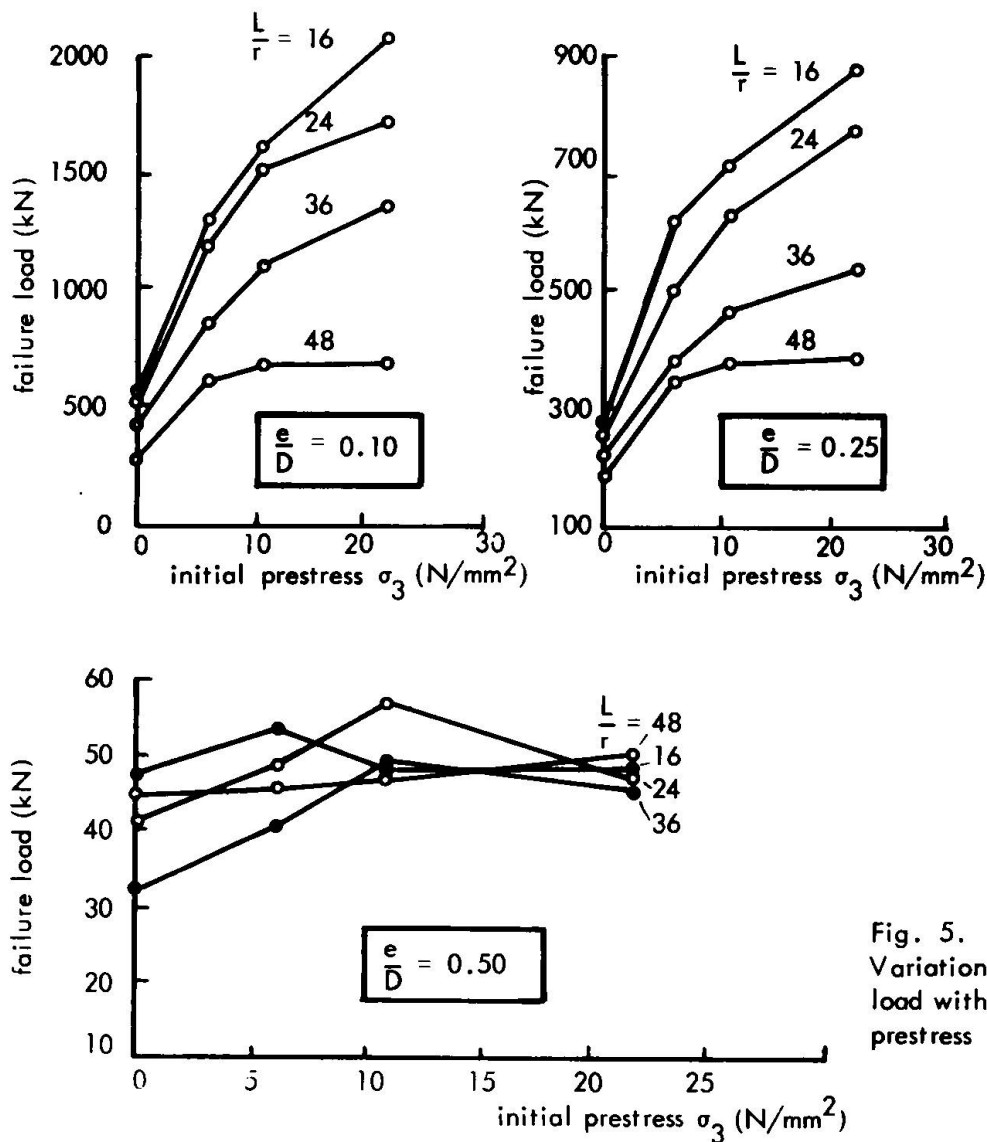 L/r = 16
24
36
48
2000
1500
1000
500
0
failure load (kN)
e/D = 0.10
0 10 20 30
initial prestress σ3 (N/mm2)
L/r = 16
24
36
48
900
700
500
300
100
failure load (kN)
e/D = 0.25
0 10 20 30
initial prestress σ3 (N/mm2)
60
50
40
30
20
10
failure load (kN)
L/r = 48
16
24
36
e/D = 0.50
0 5 10 15 20 25
initial prestress σ3 (N/mm2)
Fig. 5.
Variation
load with
prestress